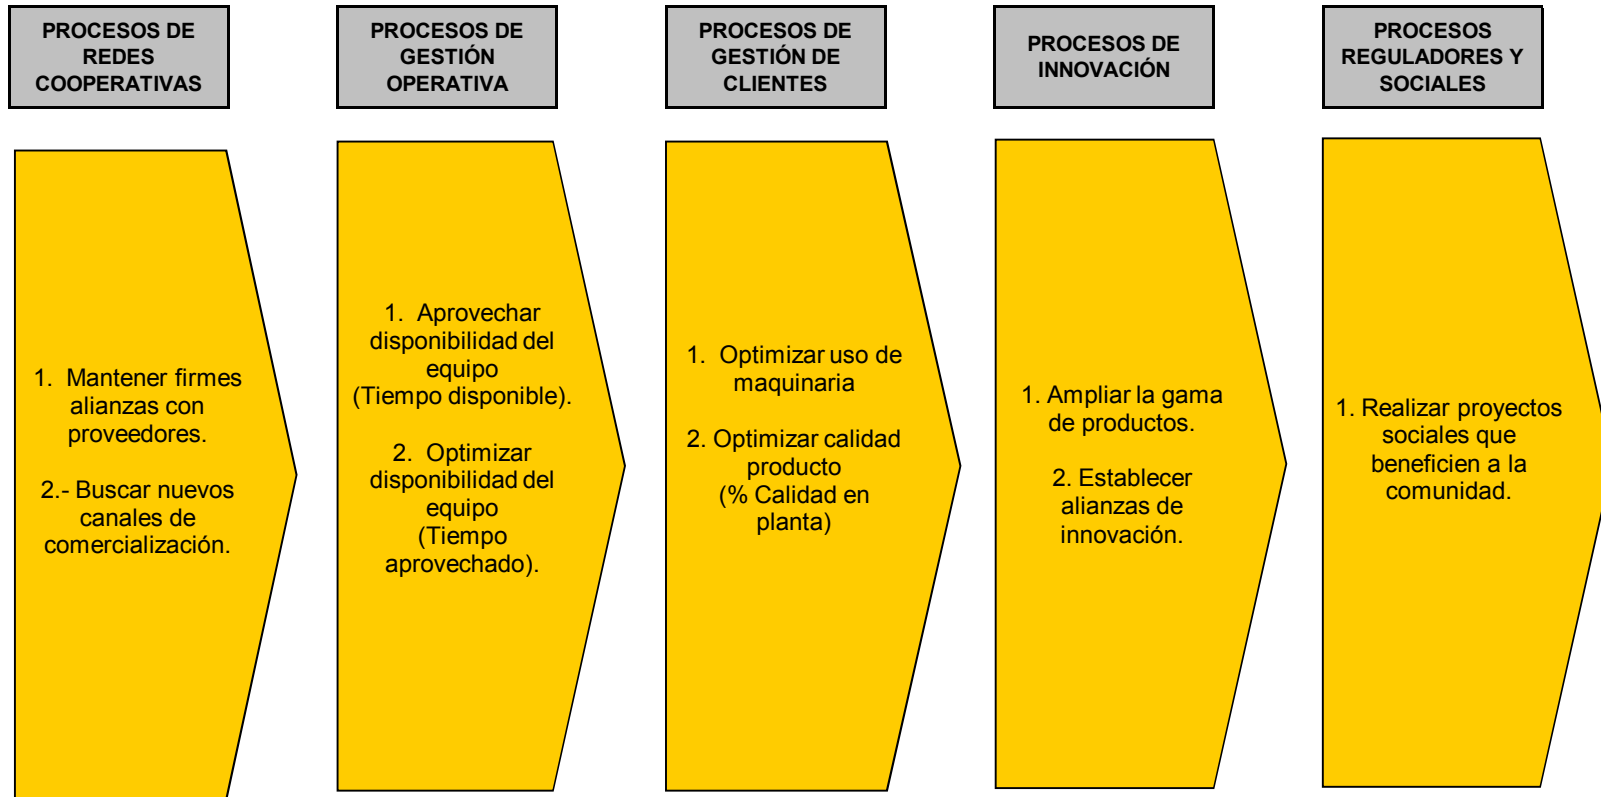 PROCESOS DE
REDES
COOPERATIVAS
PROCESOS DE
GESTIÓN
OPERATIVA
PROCESOS DE
GESTIÓN DE
CLIENTES
PROCESOS DE
INNOVACIÓN
PROCESOS
REGULADORES Y
SOCIALES
1. Mantener firmes
alianzas con
proveedores.
2.- Buscar nuevos
canales de
comercialización.
1. Aprovechar
disponibilidad del
equipo
(Tiempo disponible).
2. Optimizar
disponibilidad del
equipo
(Tiempo
aprovechado).
1. Optimizar uso de
maquinaria
2. Optimizar calidad
producto
(% Calidad en
planta)
1. Ampliar la gama
de productos.
2. Establecer
alianzas de
innovación.
1. Realizar proyectos
sociales que
beneficien a la
comunidad.